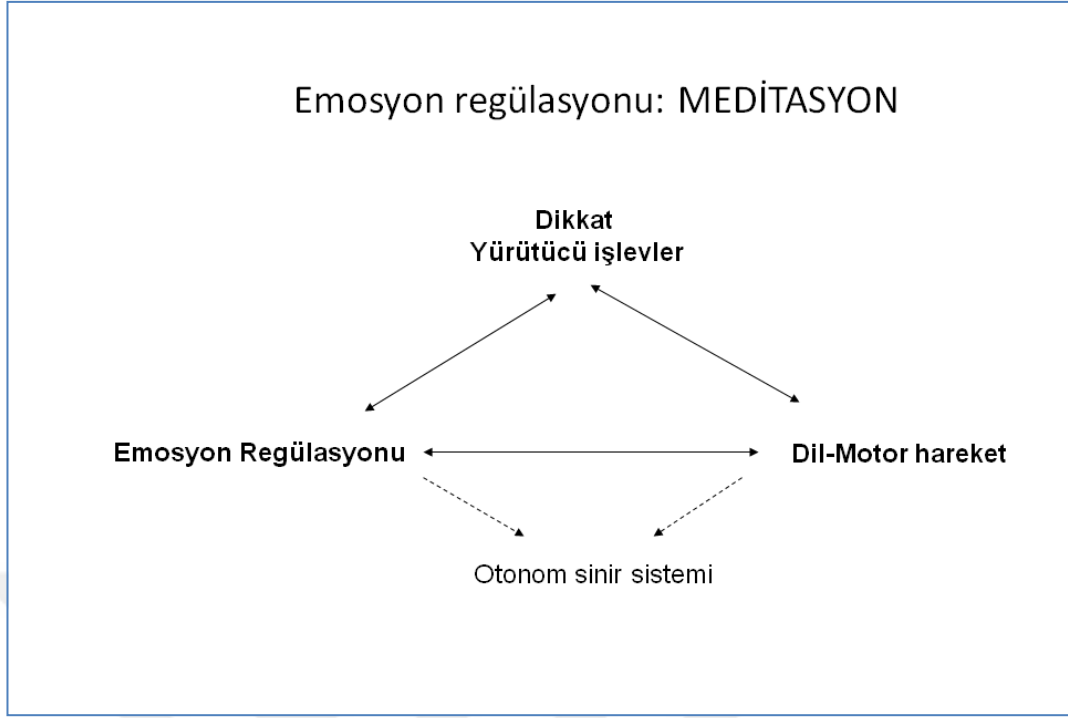 Emosyon regülasyonu: MEDİTASYON
Dikkat
Yürütücü işlevler
Emosyon Regülasyonu
Dil-Motor hareket
Otonom sinir sistemi